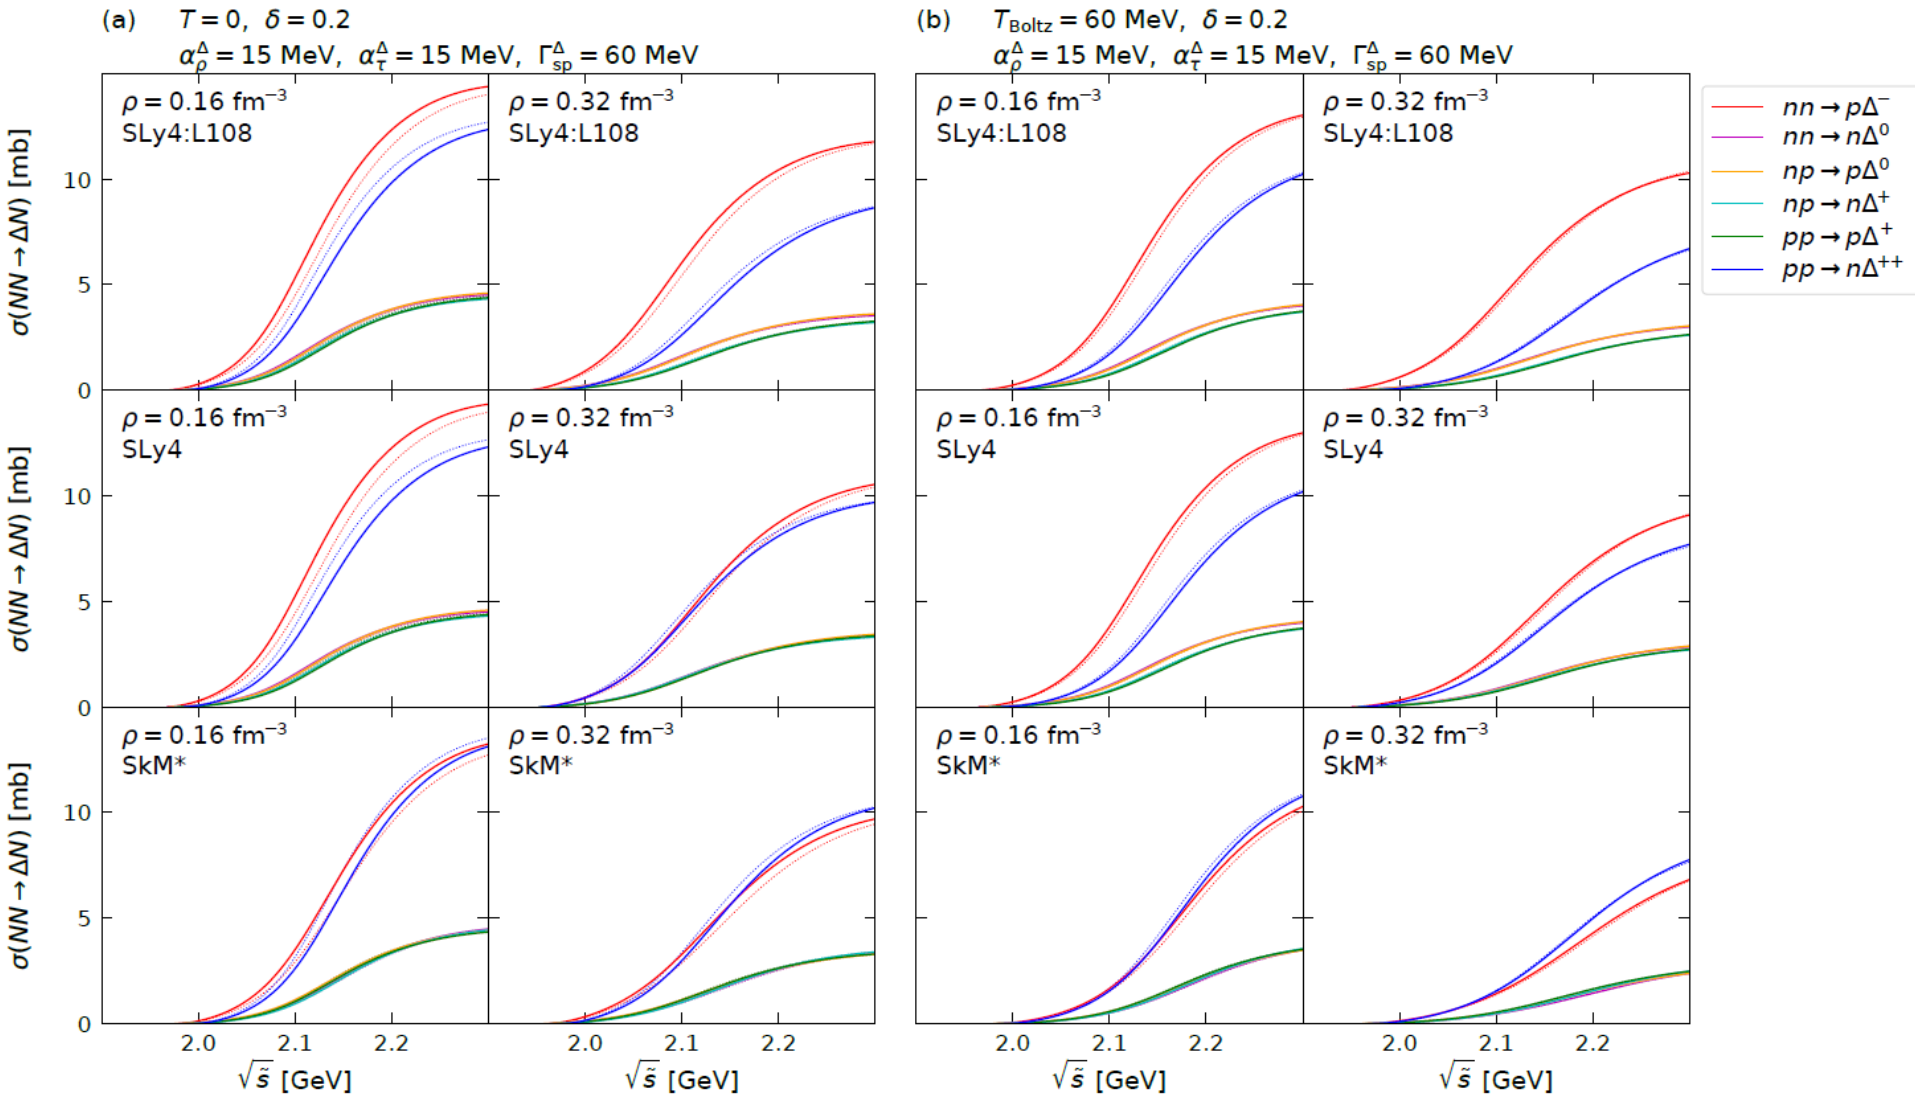 (a) T = 0, δ = 0.2
α_ρ^Δ = 15 MeV, α_τ^Δ = 15 MeV, Γ_sp^Δ = 60 MeV
(b) T_Boltz = 60 MeV, δ = 0.2
α_ρ^Δ = 15 MeV, α_τ^Δ = 15 MeV, Γ_sp^Δ = 60 MeV
σ(NN → ΔN) [mb]
10
5
0
ρ = 0.16 fm⁻³
SLy4:L108
ρ = 0.32 fm⁻³
SLy4:L108
ρ = 0.16 fm⁻³
SLy4:L108
ρ = 0.32 fm⁻³
SLy4:L108
nn → pΔ⁻
nn → nΔ⁰
np → pΔ⁰
np → nΔ⁺
pp → pΔ⁺
pp → nΔ⁺⁺
σ(NN → ΔN) [mb]
10
5
0
ρ = 0.16 fm⁻³
SLy4
ρ = 0.32 fm⁻³
SLy4
ρ = 0.16 fm⁻³
SLy4
ρ = 0.32 fm⁻³
SLy4
σ(NN → ΔN) [mb]
10
5
0
ρ = 0.16 fm⁻³
SkM*
ρ = 0.32 fm⁻³
SkM*
ρ = 0.16 fm⁻³
SkM*
ρ = 0.32 fm⁻³
SkM*
2.0 2.1 2.2 2.0 2.1 2.2 2.0 2.1 2.2 2.0 2.1 2.2
√s̃ [GeV] √s̃ [GeV] √s̃ [GeV] √s̃ [GeV]